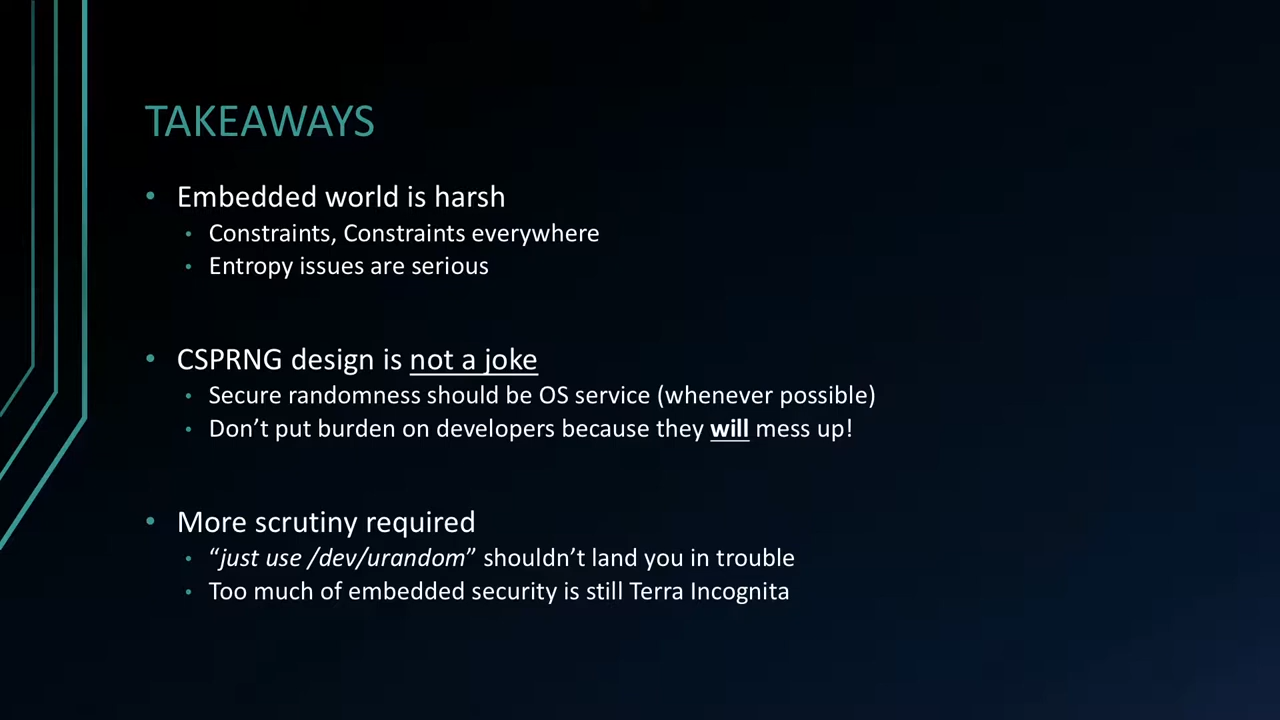 TAKEAWAYS
• Embedded world is harsh
• Constraints, Constraints everywhere
• Entropy issues are serious
• CSPRNG design is not a joke
• Secure randomness should be OS service (whenever possible)
• Don’t put burden on developers because they will mess up!
• More scrutiny required
• “just use /dev/urandom” shouldn’t land you in trouble
• Too much of embedded security is still Terra Incognita